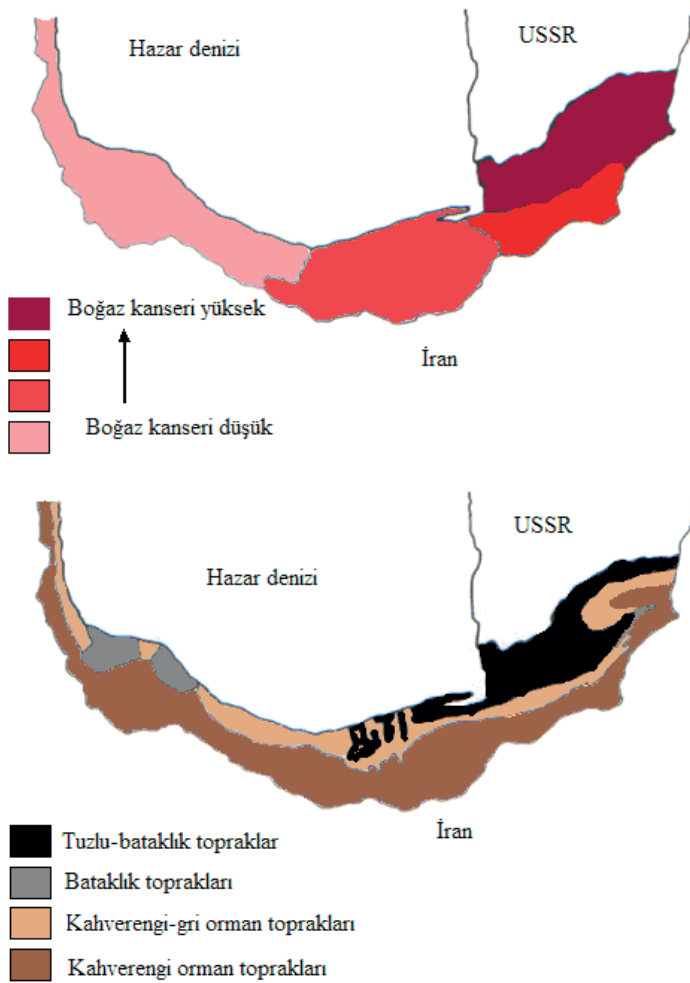 Hazar denizi
USSR
Boğaz kanseri yüksek
İran
Boğaz kanseri düşük
USSR
Hazar denizi
İran
Tuzlu-bataklık topraklar
Bataklık toprakları
Kahverengi-gri orman toprakları
Kahverengi orman toprakları